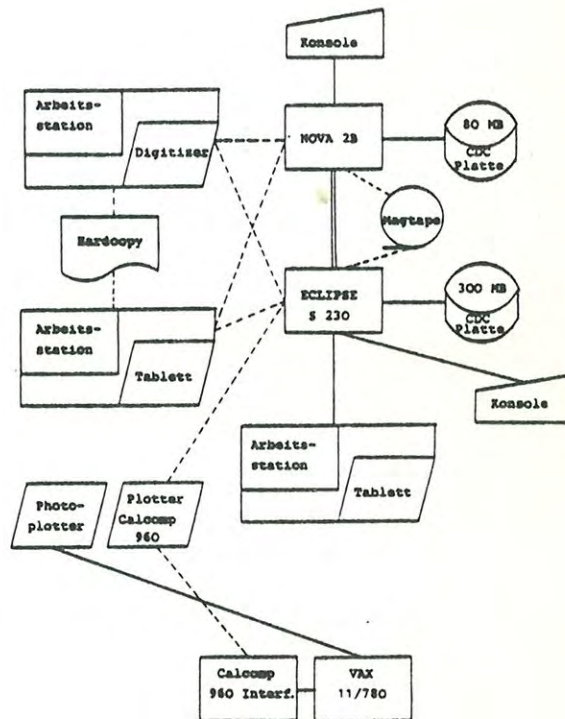 Konsole
Arbeits-
station
Digitizer
NOVA 2B
80 MB
CDC
Platte
Magtape
Hardcopy
ECLIPSE
S 230
300 MB
CDC
Platte
Arbeits-
station
Tablett
Konsole
Arbeits-
station
Tablett
Photo-
plotter
Plotter
Calcomp
960
Calcomp
960 Interf.
VAX
11/780